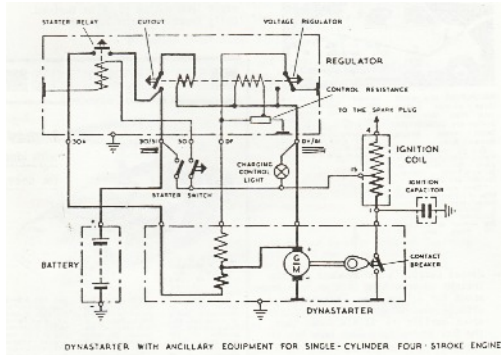 STARTER RELAY
CUTOUT
VOLTAGE REGULATOR
REGULATOR
CONTROL RESISTANCE
TO THE SPARK PLUG
30h
30/51
50
DF
D+/61
CHARGING
CONTROL
LIGHT
STARTER SWITCH
4
15
1
IGNITION
COIL
IGNITION
CAPACITOR
+
BATTERY
-
G
M
+
-
CONTACT
BREAKER
DYNASTARTER
DYNASTARTER WITH ANCILLARY EQUIPMENT FOR SINGLE-CYLINDER FOUR-STROKE ENGINE